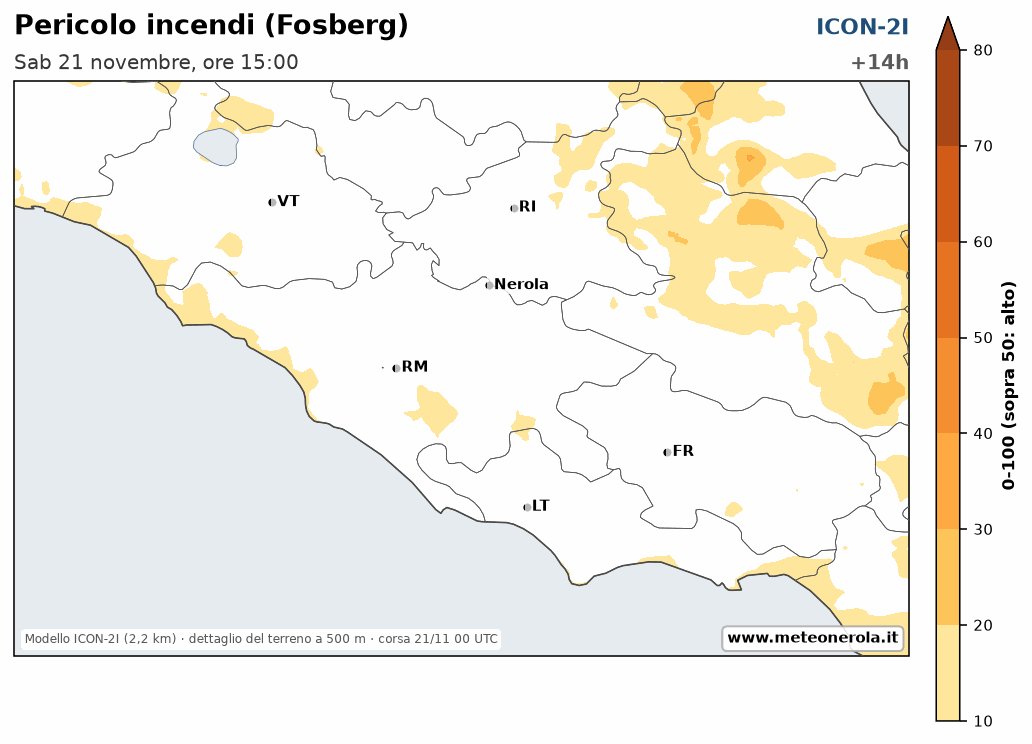 Pericolo incendi (Fosberg)
ICON-2I
Sab 21 novembre, ore 15:00
+14h
VT
RI
Nerola
RM
FR
LT
Modello ICON-2I (2,2 km) · dettaglio del terreno a 500 m · corsa 21/11 00 UTC
www.meteonerola.it
80
70
60
50
40
30
20
10
0-100 (sopra 50: alto)